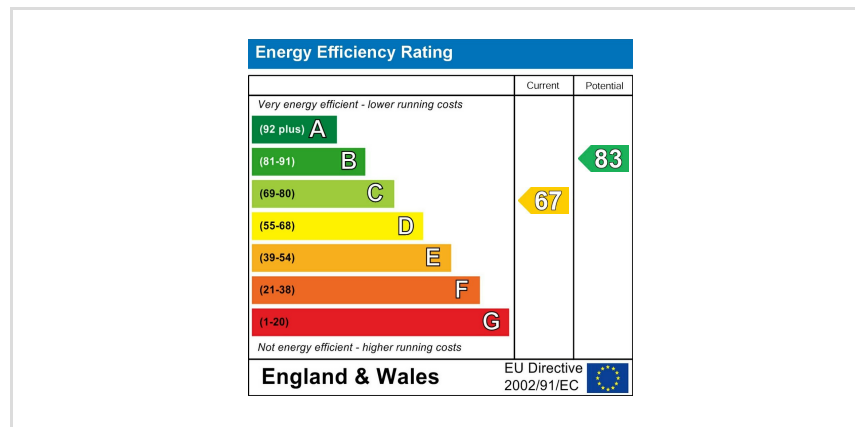 Energy Efficiency Rating
Current Potential
Very energy efficient - lower running costs
(92 plus) A
(81-91) B
83
(69-80) C
67
(55-68) D
(39-54) E
(21-38) F
(1-20) G
Not energy efficient - higher running costs
England & Wales
EU Directive
2002/91/EC